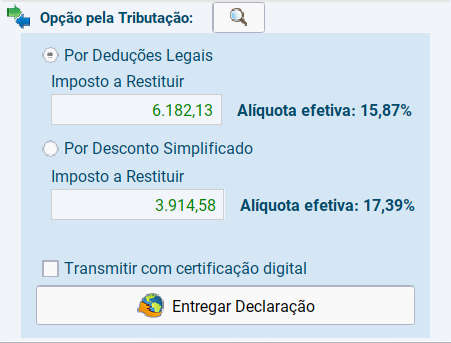 Opção pela Tributação:
Por Deduções Legais
Imposto a Restituir
6.182,13 Alíquota efetiva: 15,87%
Por Desconto Simplificado
Imposto a Restituir
3.914,58 Alíquota efetiva: 17,39%
Transmitir com certificação digital
Entregar Declaração